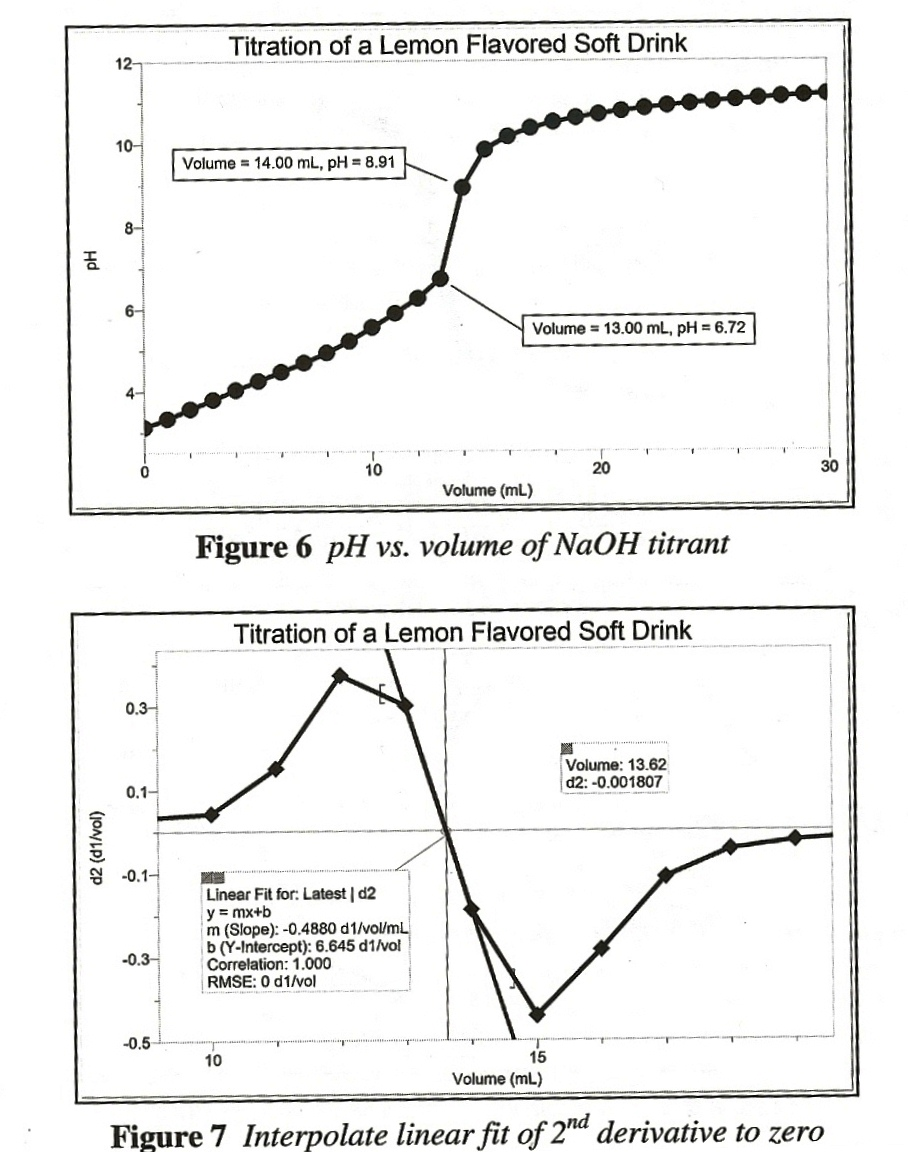 Titration of a Lemon Flavored Soft Drink
12
10
8
6
4
pH
Volume = 14.00 mL, pH = 8.91
Volume = 13.00 mL, pH = 6.72
0
10
20
30
Volume (mL)
Figure 6 pH vs. volume of NaOH titrant
Titration of a Lemon Flavored Soft Drink
0.3
0.1
-0.1
-0.3
-0.5
d2 (d1/vol)
Volume: 13.62
d2: -0.001807
Linear Fit for: Latest | d2
y = mx+b
m (Slope): -0.4880 d1/vol/mL
b (Y-Intercept): 6.645 d1/vol
Correlation: 1.000
RMSE: 0 d1/vol
10
15
Volume (mL)
Figure 7 Interpolate linear fit of 2nd derivative to zero